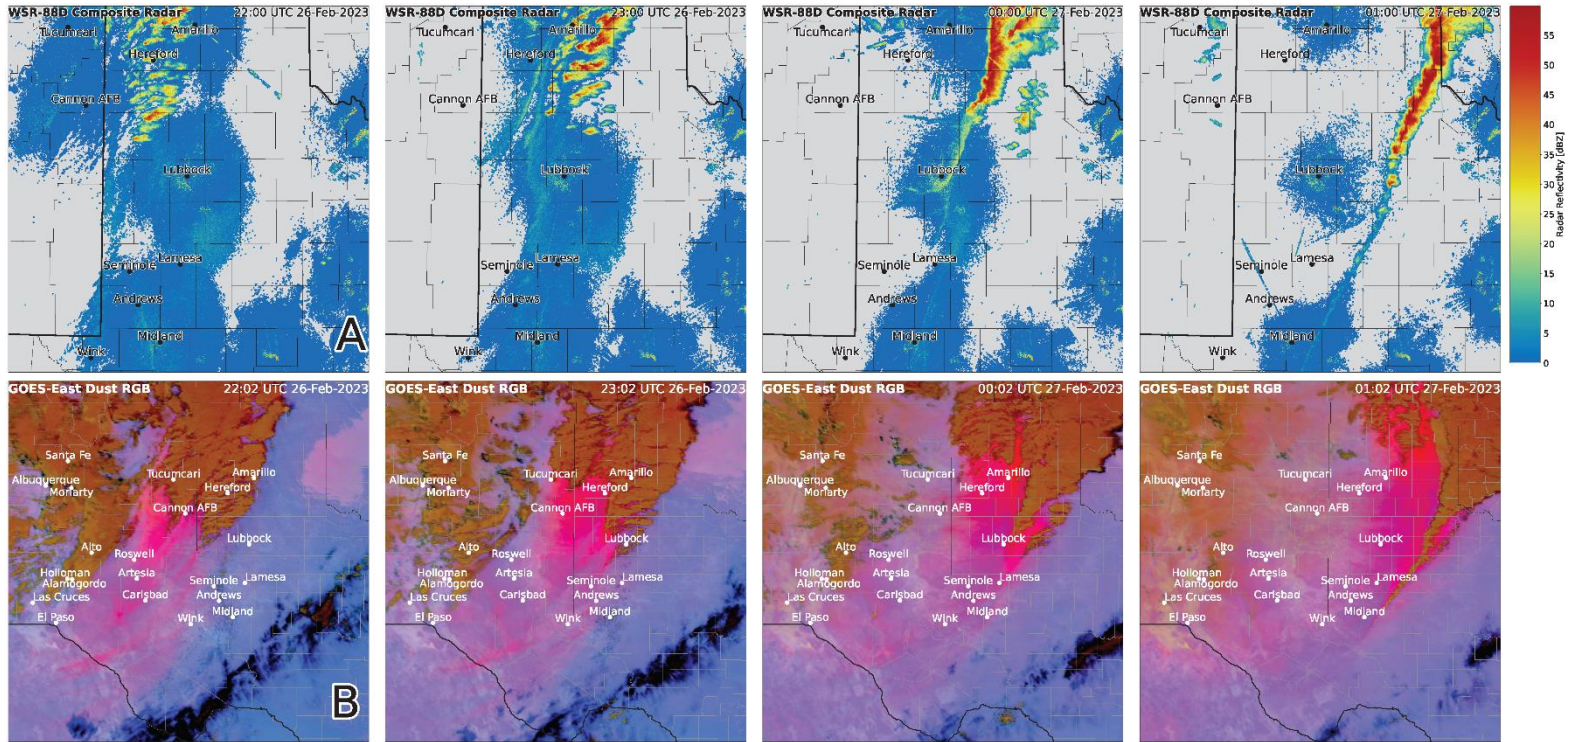 WSR-88D Composite Radar 22:00 UTC 26-Feb-2023
Tucumcari
Amarillo
Hereford
Cannon AFB
Lubbock
Lamesa
Seminole
Andrews
Midland
Wink
A
WSR-88D Composite Radar 23:00 UTC 26-Feb-2023
Tucumcari
Amarillo
Hereford
Cannon AFB
Lubbock
Lamesa
Seminole
Andrews
Midland
Wink
WSR-88D Composite Radar 00:00 UTC 27-Feb-2023
Tucumcari
Amarillo
Hereford
Cannon AFB
Lubbock
Lamesa
Seminole
Andrews
Midland
Wink
WSR-88D Composite Radar 01:00 UTC 27-Feb-2023
Tucumcari
Amarillo
Hereford
Cannon AFB
Lubbock
Lamesa
Seminole
Andrews
Midland
Wink
55
50
45
40
35
30
25
20
15
10
5
0
Radar Reflectivity [dBZ]
GOES-East Dust RGB 22:02 UTC 26-Feb-2023
Santa Fe
Tucumcari
Amarillo
Albuquerque
Moriarty
Hereford
Cannon AFB
Lubbock
Alto
Roswell
Holloman
Artesia
Alamogordo
Seminole
Lamesa
Las Cruces
Carlsbad
Andrews
Midland
El Paso
Wink
B
GOES-East Dust RGB 23:02 UTC 26-Feb-2023
Santa Fe
Tucumcari
Amarillo
Albuquerque
Moriarty
Hereford
Cannon AFB
Lubbock
Alto
Roswell
Holloman
Artesia
Alamogordo
Seminole
Lamesa
Las Cruces
Carlsbad
Andrews
Midland
El Paso
Wink
GOES-East Dust RGB 00:02 UTC 27-Feb-2023
Santa Fe
Tucumcari
Amarillo
Albuquerque
Moriarty
Hereford
Cannon AFB
Lubbock
Alto
Roswell
Holloman
Artesia
Alamogordo
Seminole
Lamesa
Las Cruces
Carlsbad
Andrews
Midland
El Paso
Wink
GOES-East Dust RGB 01:02 UTC 27-Feb-2023
Santa Fe
Tucumcari
Amarillo
Albuquerque
Moriarty
Hereford
Cannon AFB
Lubbock
Alto
Roswell
Holloman
Artesia
Alamogordo
Seminole
Lamesa
Las Cruces
Carlsbad
Andrews
Midland
El Paso
Wink